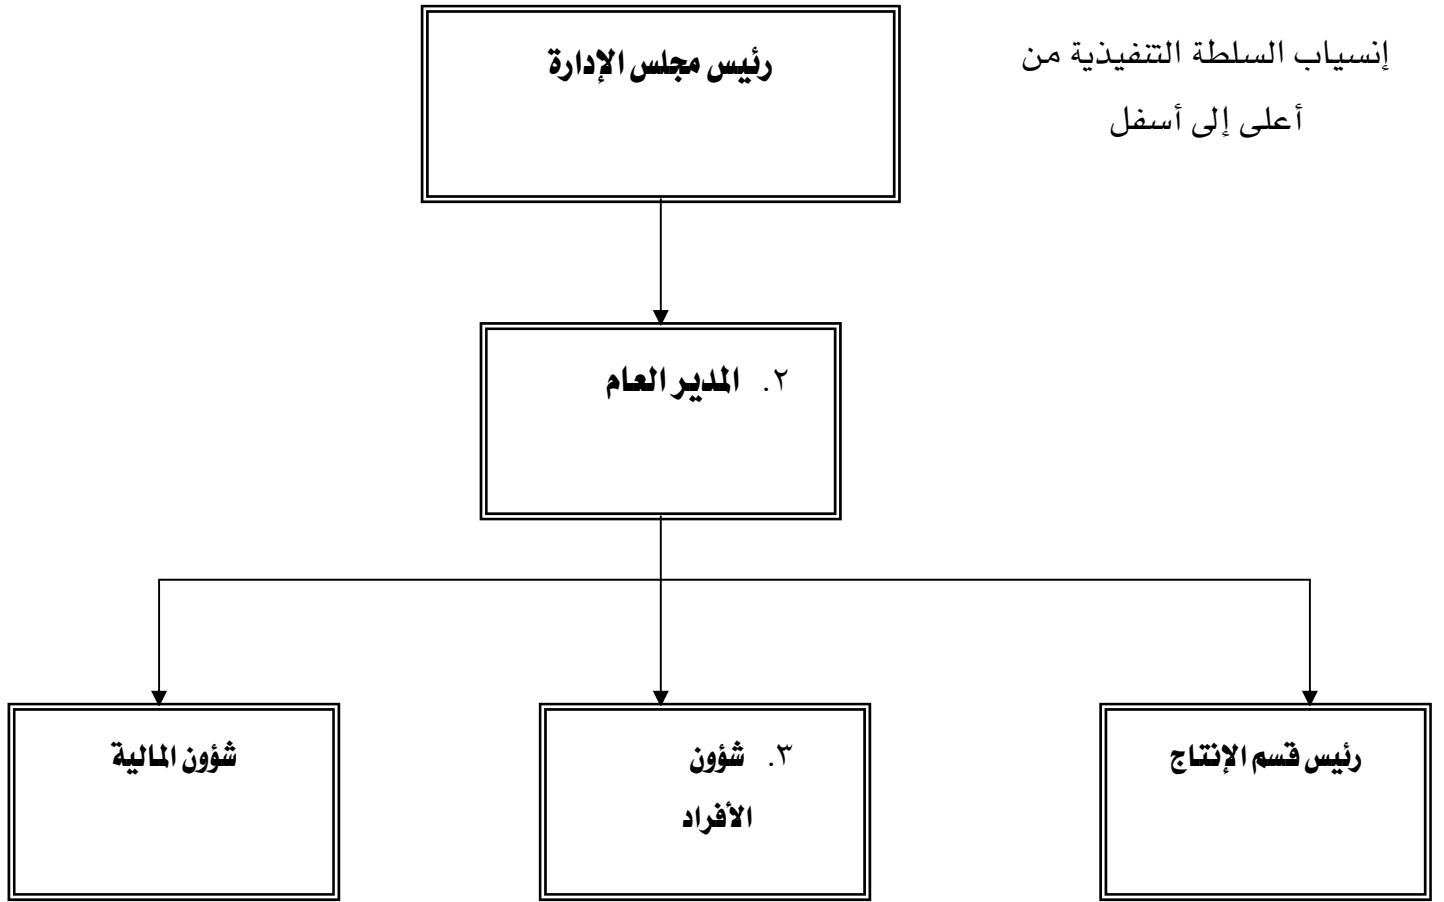 إنسياب السلطة التنفيذية من
أعلى إلى أسفل
رئيس مجلس الإدارة
٢. المدير العام
رئيس قسم الإنتاج
٣. شؤون
الأفراد
شؤون المالية